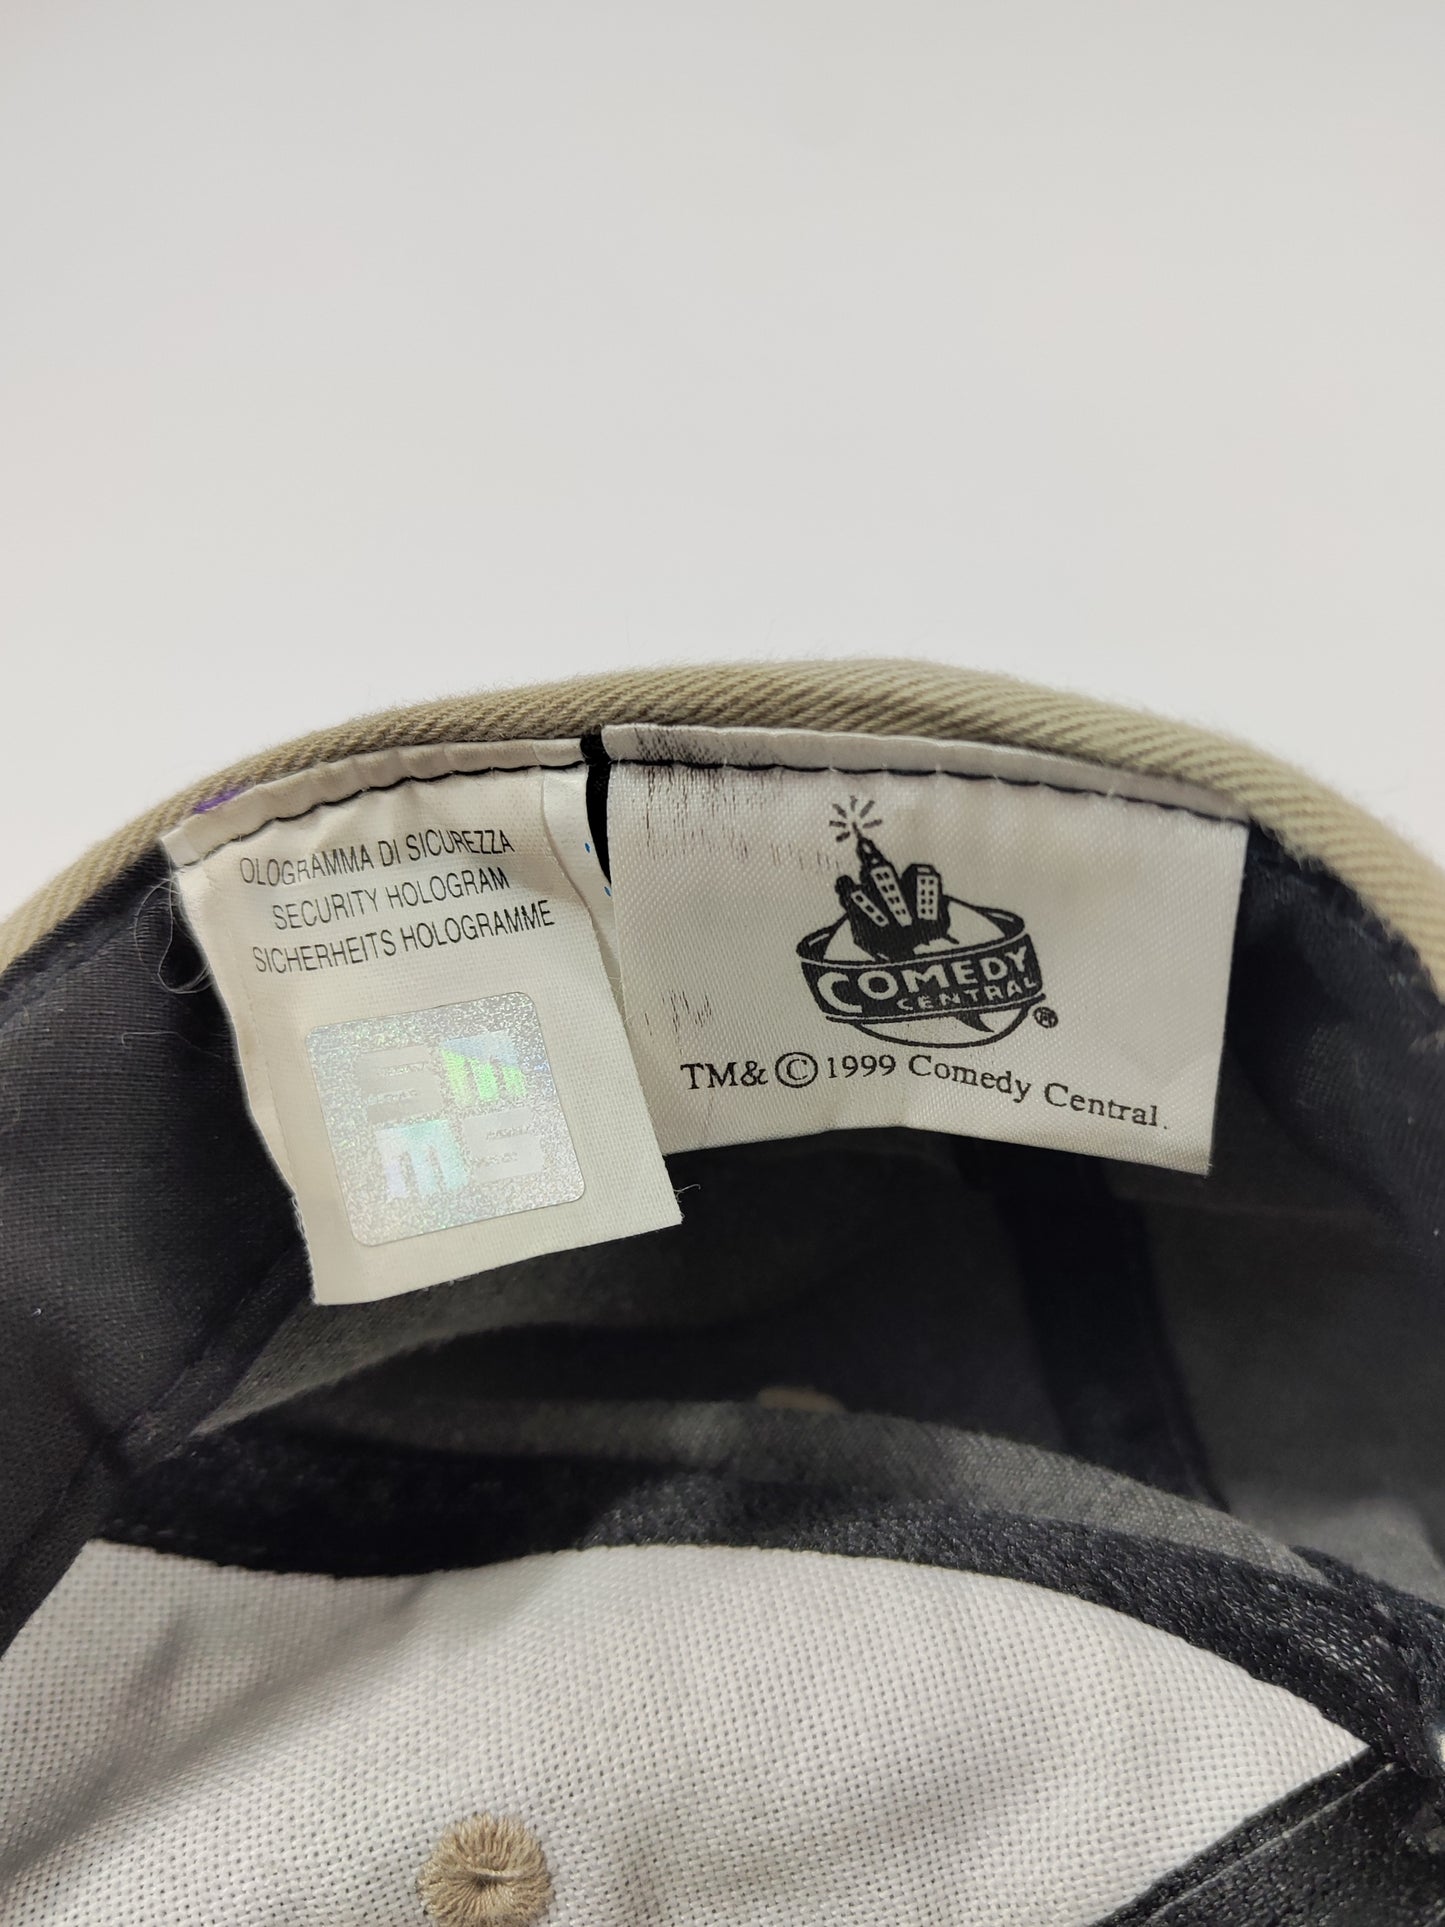 OLOGRAMMA DI SICUREZZA
SECURITY HOLOGRAM
SICHERHEITS HOLOGRAMME
COMEDY
CENTRAL
®
TM& © 1999 Comedy Central.